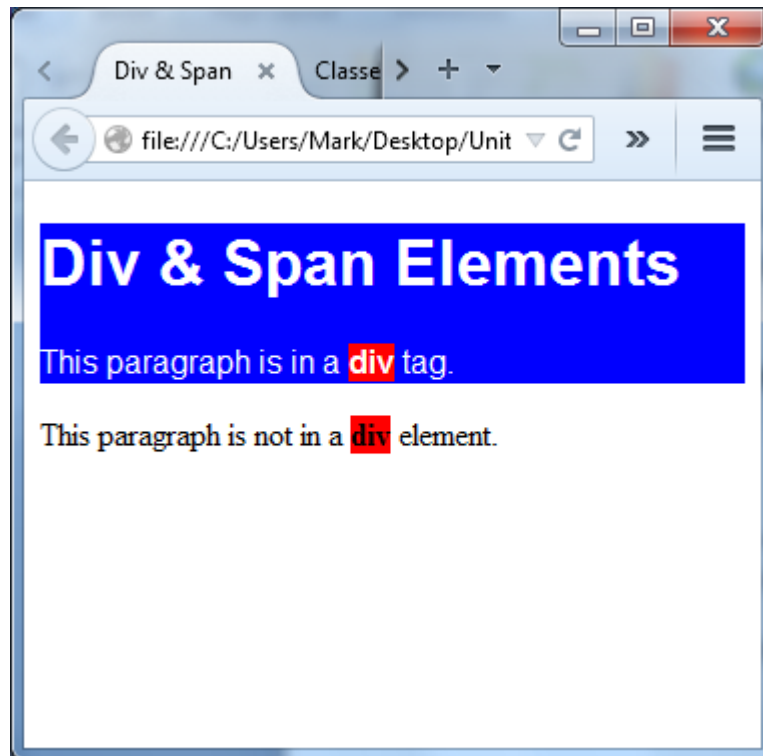 Div & Span
Classe
file:///C:/Users/Mark/Desktop/Unit
Div & Span Elements
This paragraph is in a div tag.
This paragraph is not in a div element.